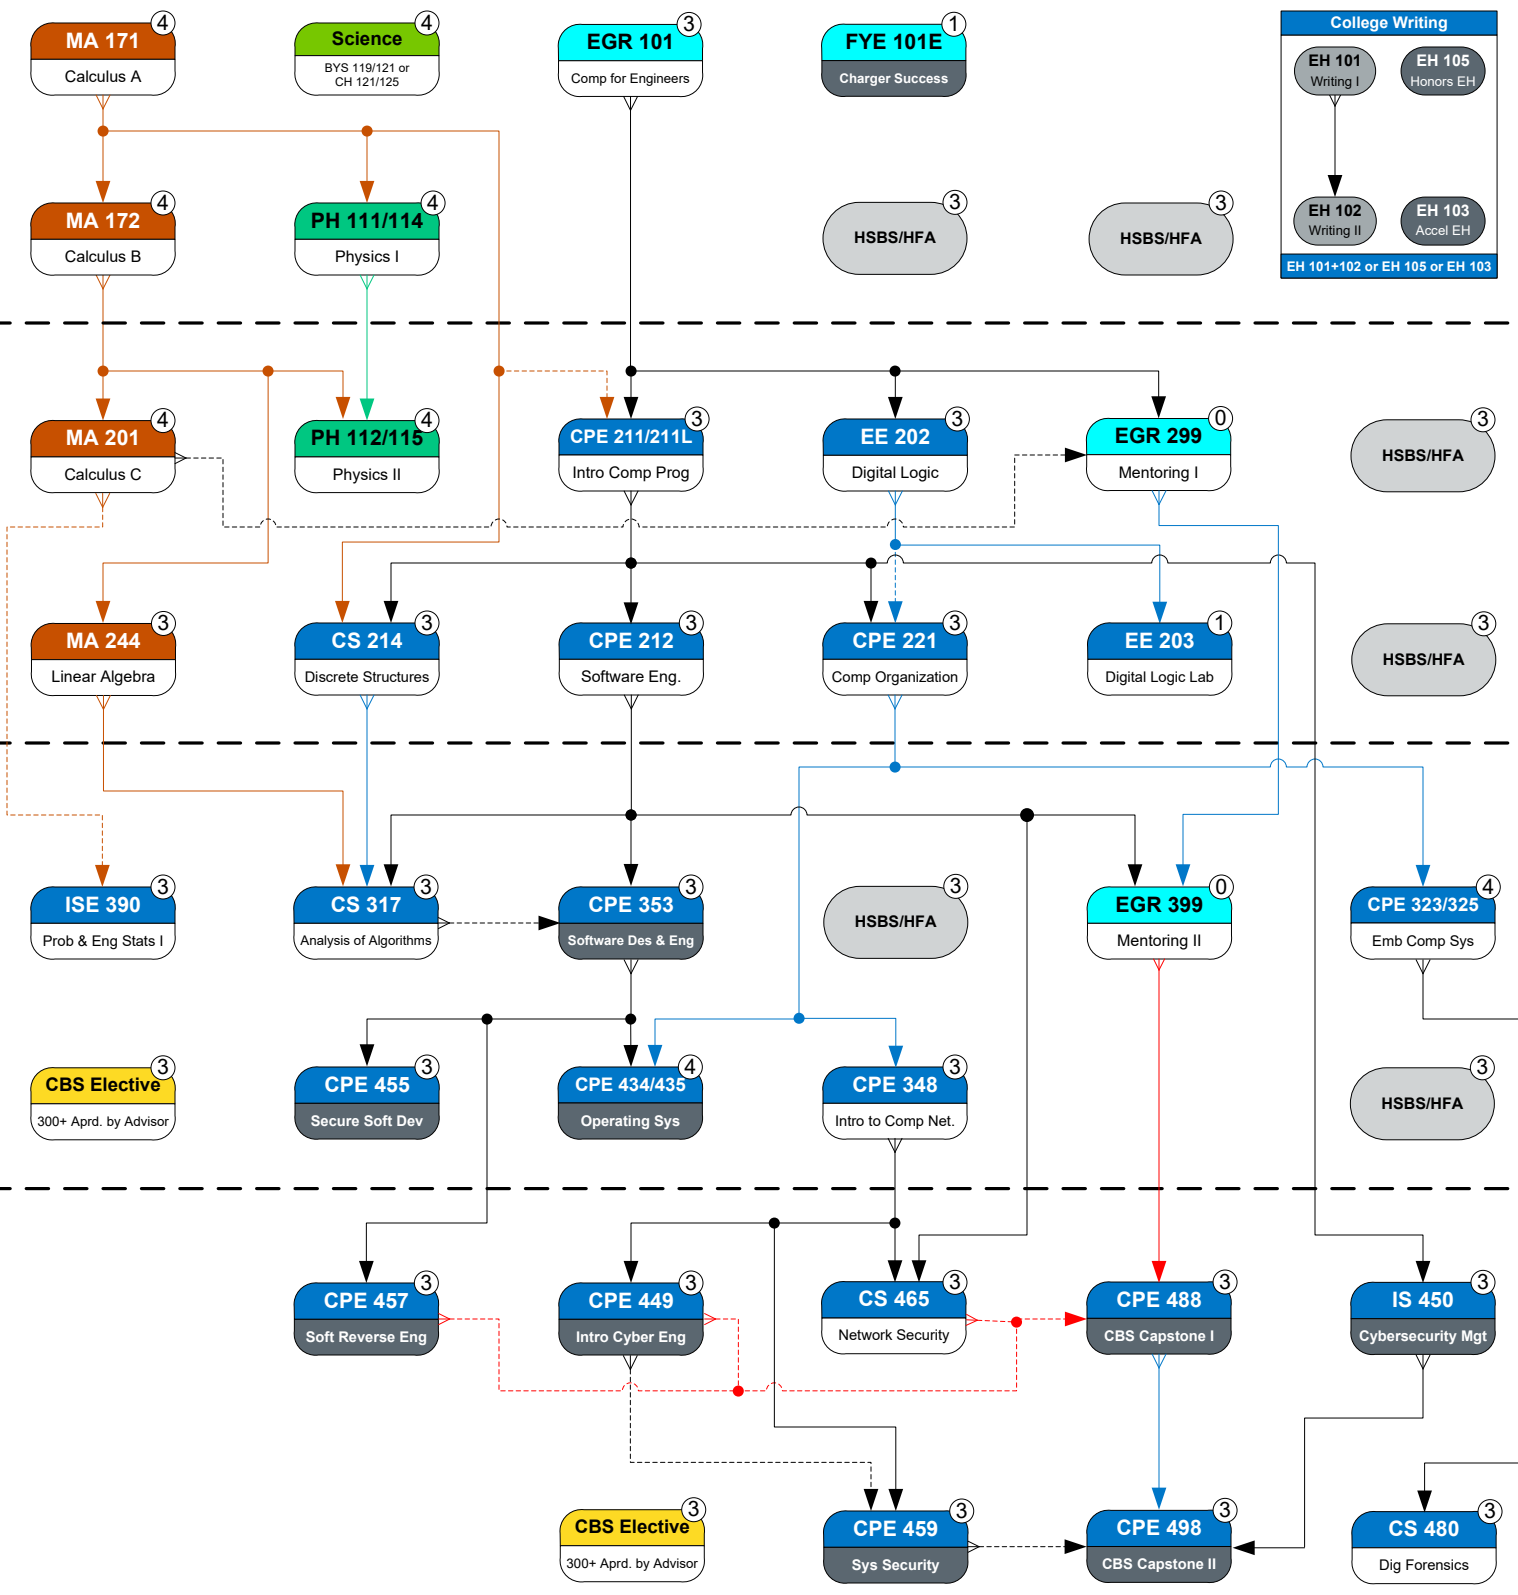 4
MA 171
Calculus A
4
Science
BYS 119/121 or
CH 121/125
3
EGR 101
Comp for Engineers
1
FYE 101E
Charger Success
College Writing
EH 101
Writing I
EH 105
Honors EH
EH 102
Writing II
EH 103
Accel EH
EH 101+102 or EH 105 or EH 103
4
MA 172
Calculus B
4
PH 111/114
Physics I
3
HSBS/HFA
3
HSBS/HFA
4
MA 201
Calculus C
4
PH 112/115
Physics II
3
CPE 211/211L
Intro Comp Prog
3
EE 202
Digital Logic
0
EGR 299
Mentoring I
3
HSBS/HFA
3
MA 244
Linear Algebra
3
CS 214
Discrete Structures
3
CPE 212
Software Eng.
3
CPE 221
Comp Organization
1
EE 203
Digital Logic Lab
3
HSBS/HFA
3
ISE 390
Prob & Eng Stats I
3
CS 317
Analysis of Algorithms
3
CPE 353
Software Des & Eng
3
HSBS/HFA
0
EGR 399
Mentoring II
4
CPE 323/325
Emb Comp Sys
3
CBS Elective
300+ Aprd. by Advisor
3
CPE 455
Secure Soft Dev
4
CPE 434/435
Operating Sys
3
CPE 348
Intro to Comp Net.
3
HSBS/HFA
3
CPE 457
Soft Reverse Eng
3
CPE 449
Intro Cyber Eng
3
CS 465
Network Security
3
CPE 488
CBS Capstone I
3
IS 450
Cybersecurity Mgt
3
CBS Elective
300+ Aprd. by Advisor
3
CPE 459
Sys Security
3
CPE 498
CBS Capstone II
3
CS 480
Dig Forensics